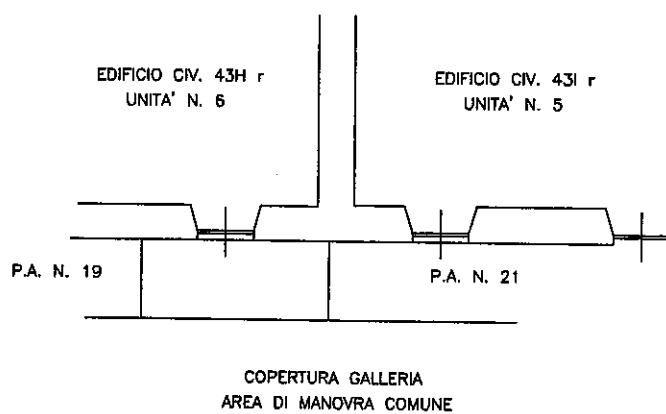 EDIFICIO CIV. 43H r
UNITA' N. 6
EDIFICIO CIV. 43I r
UNITA' N. 5
P.A. N. 19
P.A. N. 21
COPERTURA GALLERIA
AREA DI MANOVRA COMUNE